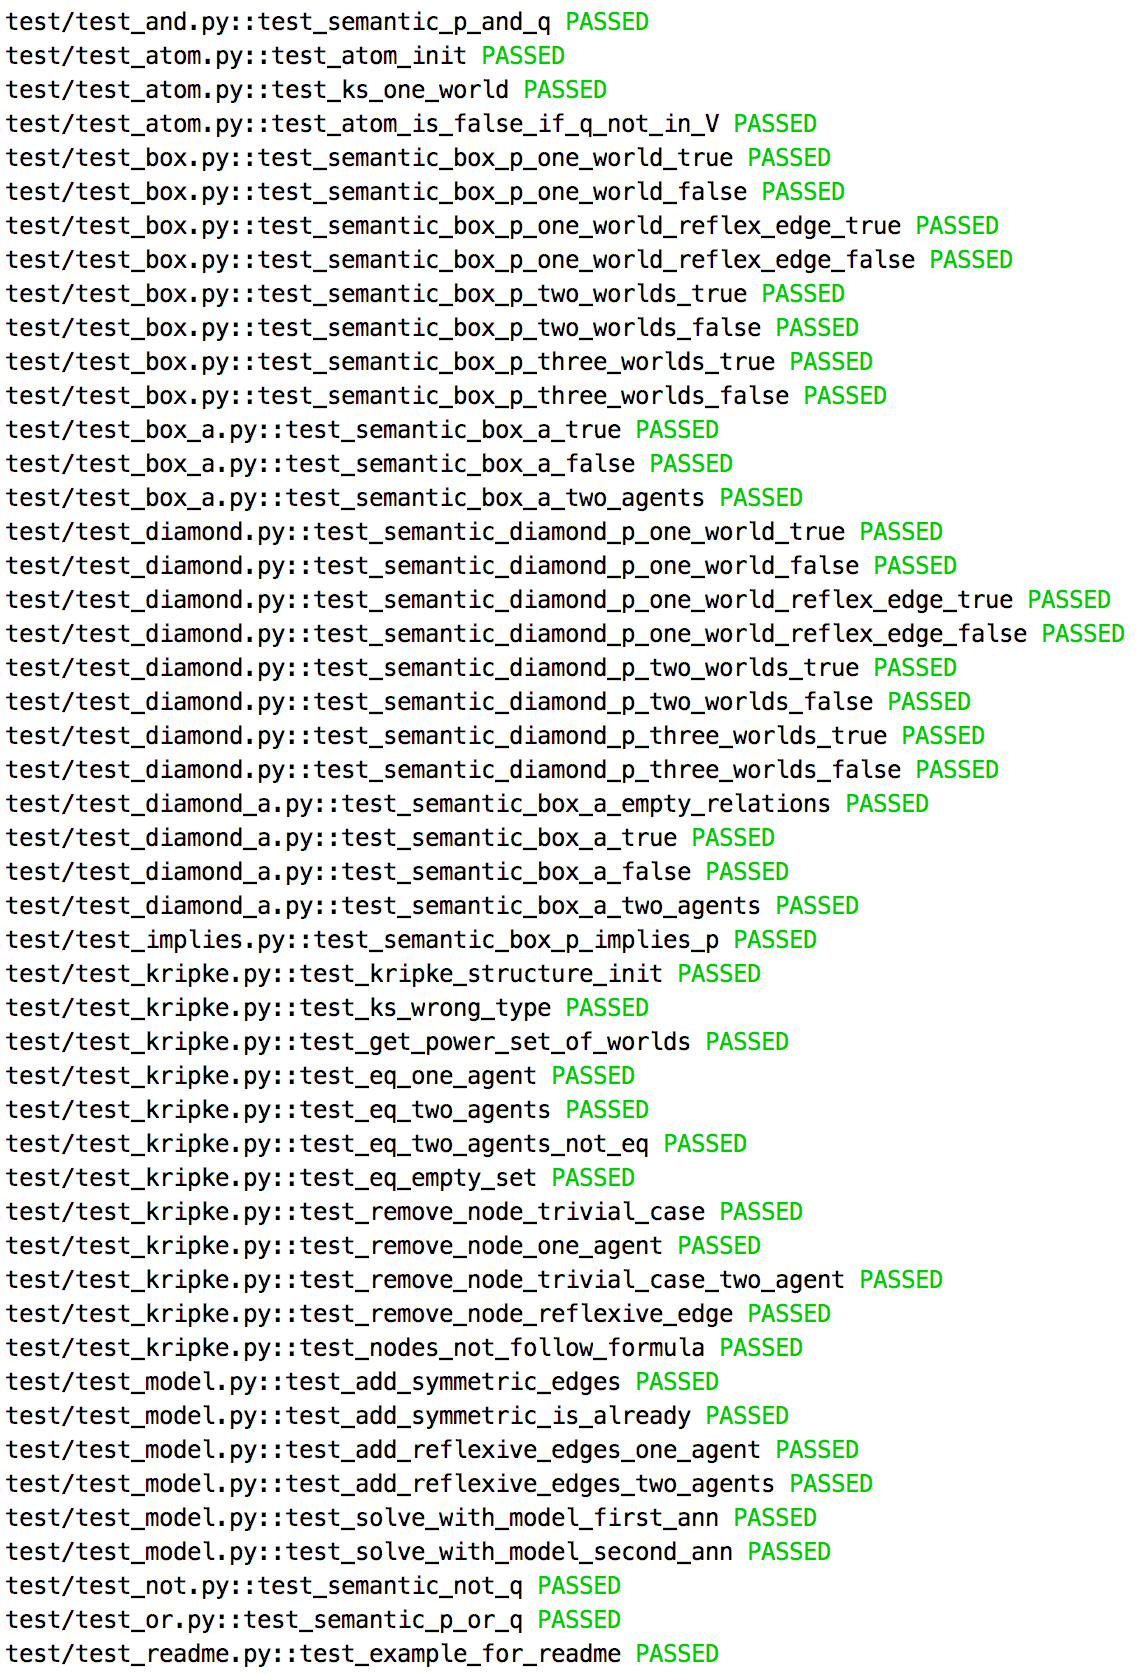 test/test_and.py::test_semantic_p_and_q PASSED
test/test_atom.py::test_atom_init PASSED
test/test_atom.py::test_ks_one_world PASSED
test/test_atom.py::test_atom_is_false_if_q_not_in_V PASSED
test/test_box.py::test_semantic_box_p_one_world_true PASSED
test/test_box.py::test_semantic_box_p_one_world_false PASSED
test/test_box.py::test_semantic_box_p_one_world_reflex_edge_true PASSED
test/test_box.py::test_semantic_box_p_one_world_reflex_edge_false PASSED
test/test_box.py::test_semantic_box_p_two_worlds_true PASSED
test/test_box.py::test_semantic_box_p_two_worlds_false PASSED
test/test_box.py::test_semantic_box_p_three_worlds_true PASSED
test/test_box.py::test_semantic_box_p_three_worlds_false PASSED
test/test_box_a.py::test_semantic_box_a_true PASSED
test/test_box_a.py::test_semantic_box_a_false PASSED
test/test_box_a.py::test_semantic_box_a_two_agents PASSED
test/test_diamond.py::test_semantic_diamond_p_one_world_true PASSED
test/test_diamond.py::test_semantic_diamond_p_one_world_false PASSED
test/test_diamond.py::test_semantic_diamond_p_one_world_reflex_edge_true PASSED
test/test_diamond.py::test_semantic_diamond_p_one_world_reflex_edge_false PASSED
test/test_diamond.py::test_semantic_diamond_p_two_worlds_true PASSED
test/test_diamond.py::test_semantic_diamond_p_two_worlds_false PASSED
test/test_diamond.py::test_semantic_diamond_p_three_worlds_true PASSED
test/test_diamond.py::test_semantic_diamond_p_three_worlds_false PASSED
test/test_diamond_a.py::test_semantic_box_a_empty_relations PASSED
test/test_diamond_a.py::test_semantic_box_a_true PASSED
test/test_diamond_a.py::test_semantic_box_a_false PASSED
test/test_diamond_a.py::test_semantic_box_a_two_agents PASSED
test/test_implies.py::test_semantic_box_p_implies_p PASSED
test/test_kripke.py::test_kripke_structure_init PASSED
test/test_kripke.py::test_ks_wrong_type PASSED
test/test_kripke.py::test_get_power_set_of_worlds PASSED
test/test_kripke.py::test_eq_one_agent PASSED
test/test_kripke.py::test_eq_two_agents PASSED
test/test_kripke.py::test_eq_two_agents_not_eq PASSED
test/test_kripke.py::test_eq_empty_set PASSED
test/test_kripke.py::test_remove_node_trivial_case PASSED
test/test_kripke.py::test_remove_node_one_agent PASSED
test/test_kripke.py::test_remove_node_trivial_case_two_agent PASSED
test/test_kripke.py::test_remove_node_reflexive_edge PASSED
test/test_kripke.py::test_nodes_not_follow_formula PASSED
test/test_model.py::test_add_symmetric_edges PASSED
test/test_model.py::test_add_symmetric_is_already PASSED
test/test_model.py::test_add_reflexive_edges_one_agent PASSED
test/test_model.py::test_add_reflexive_edges_two_agents PASSED
test/test_model.py::test_solve_with_model_first_ann PASSED
test/test_model.py::test_solve_with_model_second_ann PASSED
test/test_not.py::test_semantic_not_q PASSED
test/test_or.py::test_semantic_p_or_q PASSED
test/test_readme.py::test_example_for_readme PASSED